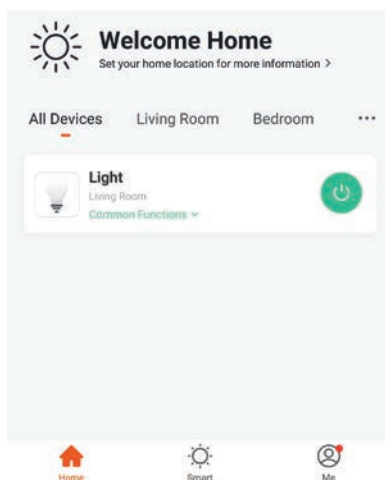 Welcome Home
Set your home location for more information >
All Devices Living Room Bedroom ...
Light
Living Room
Common Functions
Home Smart Me